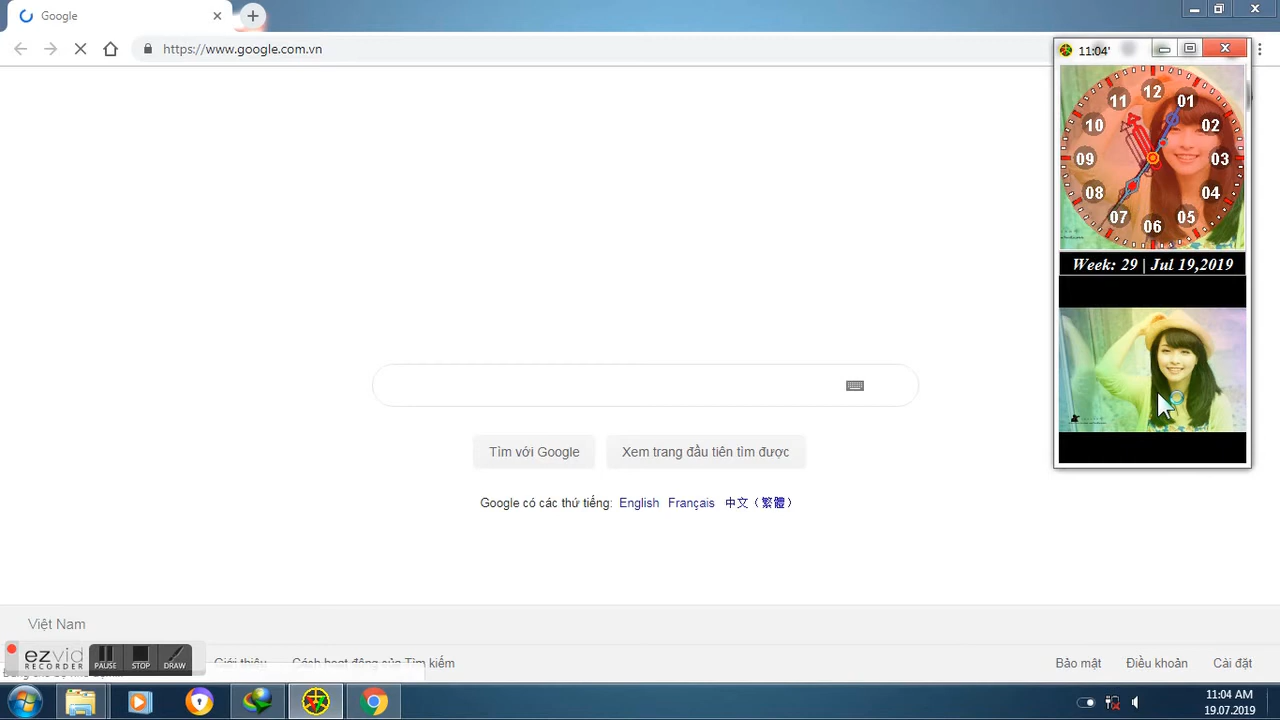 Google
https://www.google.com.vn
11:04'
12
01
02
03
04
05
06
07
08
09
10
11
Week: 29 | Jul 19,2019
Tìm với Google
Xem trang đầu tiên tìm được
Google có các thứ tiếng: English Français 中文（繁體）
Việt Nam
ezvid
RECORDER
PAUSE
STOP
DRAW
Giới thiệu
Cách hoạt động của Tìm kiếm
Bảo mật
Điều khoản
Cài đặt
11:04 AM
19.07.2019